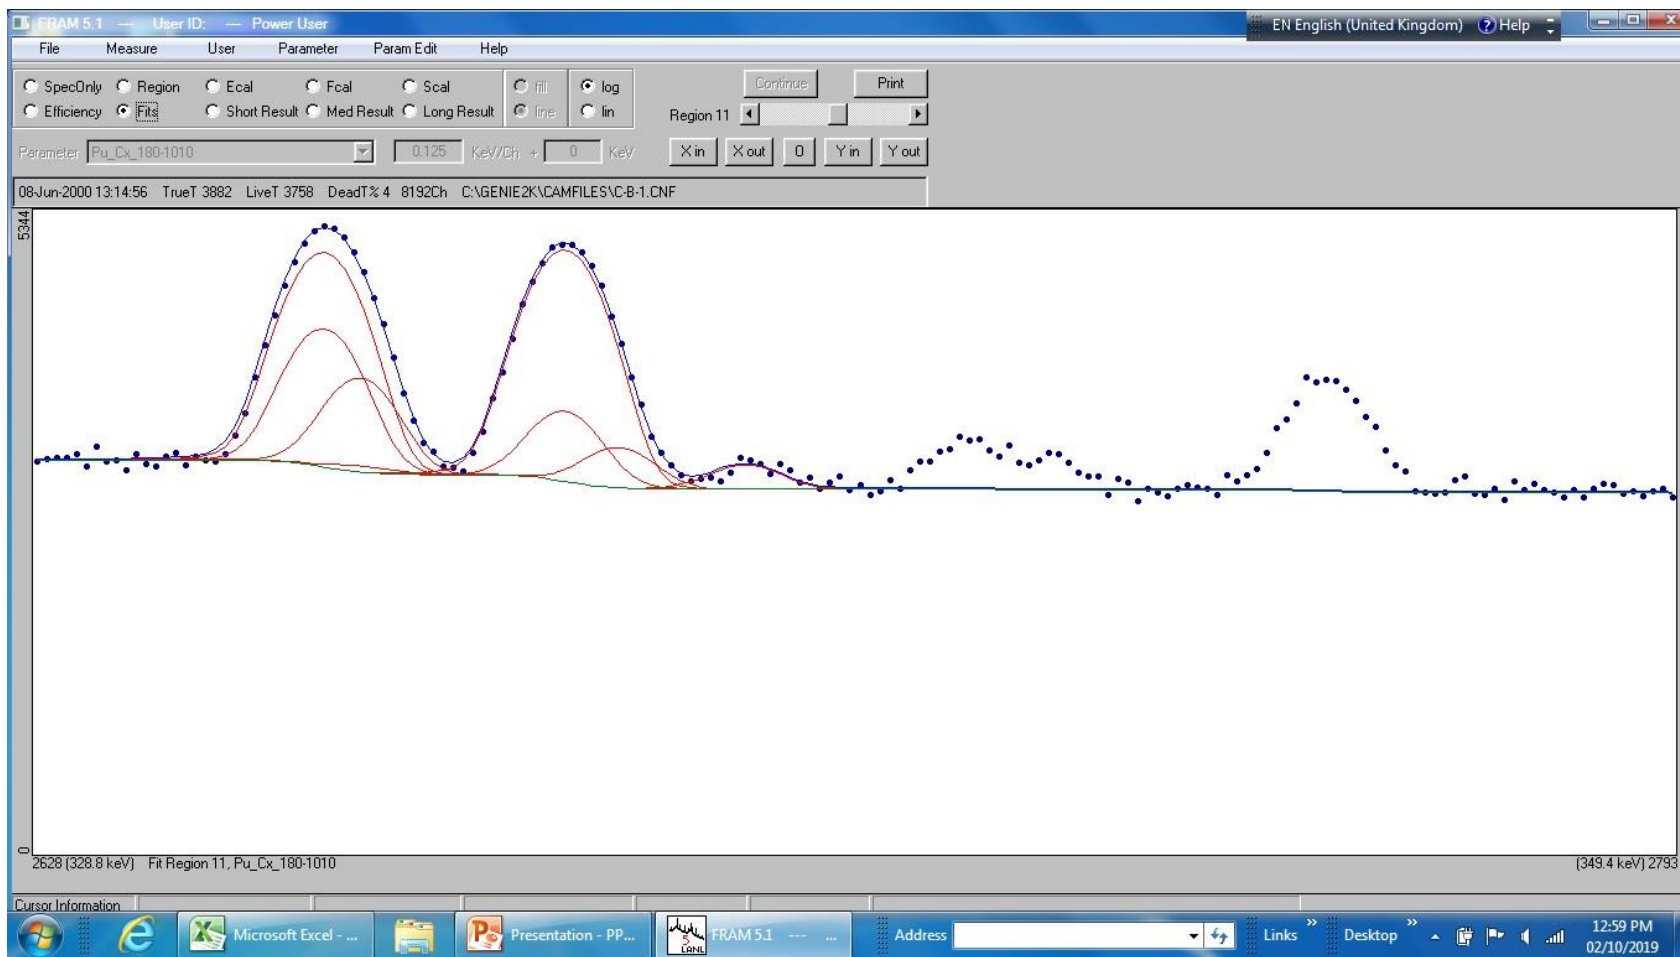 FRAM 5.1 — User ID: — Power User
EN English (United Kingdom) Help
File Measure User Parameter Param Edit Help
SpecOnly Region Ecal Fcal Scal fill log
Continue Print
Efficiency Fits Short Result Med Result Long Result line lin
Region 11
Parameter Pu_Cx_180-1010 0.125 KeV/Ch + 0 KeV
X in X out 0 Y in Y out
08-Jun-2000 13:14:56 TrueT 3882 LiveT 3758 DeadT% 4 8192Ch C:\GENIE2K\CAMFILES\C-B-1.CNF
5344
0
2628 (328.8 keV) Fit Region 11, Pu_Cx_180-1010
(349.4 keV) 2793
Cursor Information
Microsoft Excel - ... Presentation - PP... FRAM 5.1 --- ... Address Links » Desktop » 12:59 PM
02/10/2019
5
LANL